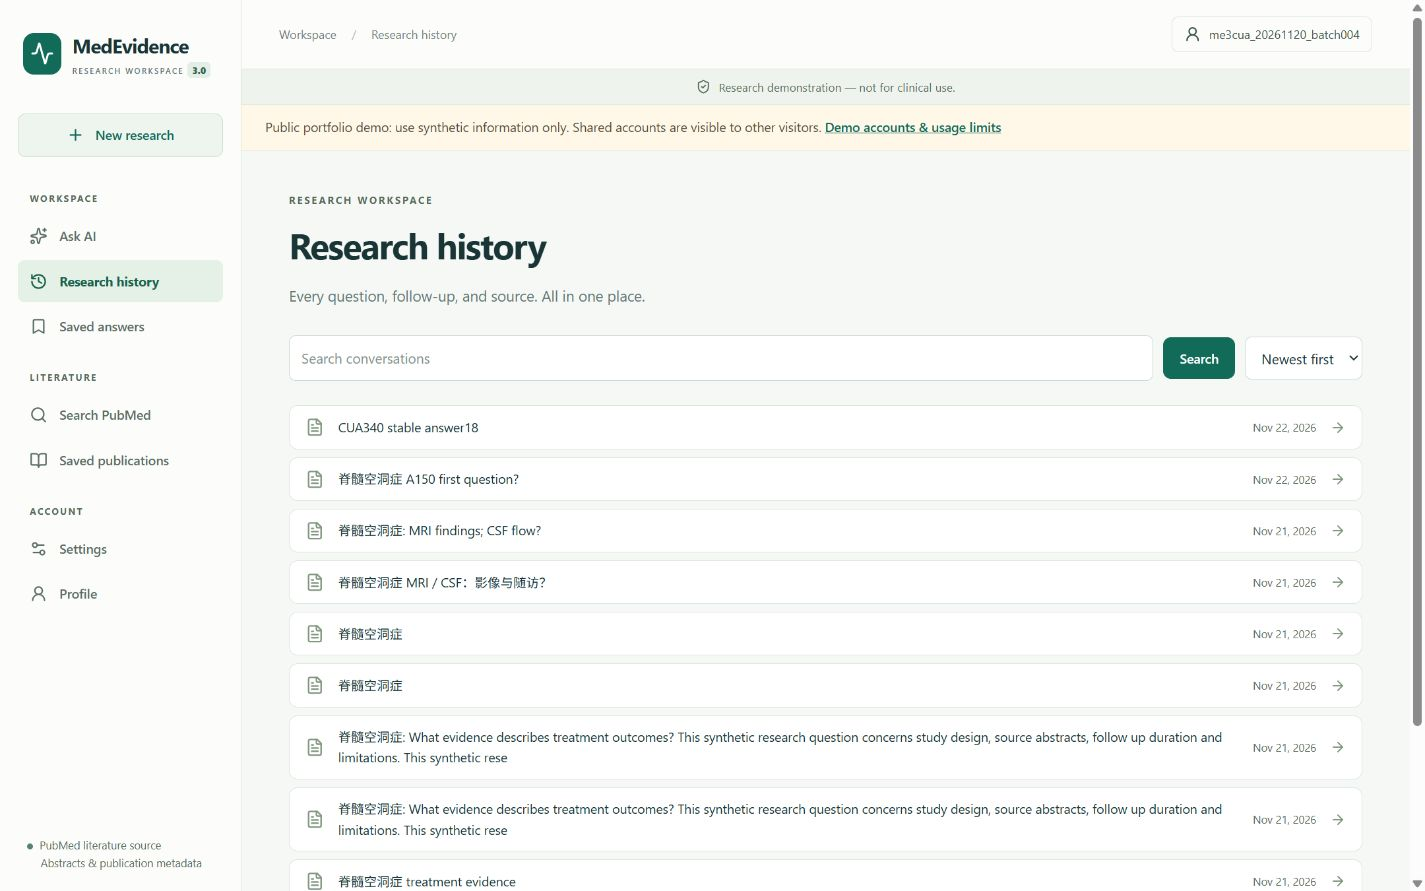 MedEvidence
RESEARCH WORKSPACE 3.0
New research
WORKSPACE
Ask AI
Research history
Saved answers
LITERATURE
Search PubMed
Saved publications
ACCOUNT
Settings
Profile
PubMed literature source
Abstracts & publication metadata
Workspace / Research history
me3cua_20261120_batch004
Research demonstration — not for clinical use.
Public portfolio demo: use synthetic information only. Shared accounts are visible to other visitors. Demo accounts & usage limits
RESEARCH WORKSPACE
Research history
Every question, follow-up, and source. All in one place.
Search conversations
Search
Newest first
CUA340 stable answer18
Nov 22, 2026
脊髓空洞症 A150 first question?
Nov 22, 2026
脊髓空洞症: MRI findings; CSF flow?
Nov 21, 2026
脊髓空洞症 MRI / CSF：影像与随访？
Nov 21, 2026
脊髓空洞症
Nov 21, 2026
脊髓空洞症
Nov 21, 2026
脊髓空洞症: What evidence describes treatment outcomes? This synthetic research question concerns study design, source abstracts, follow up duration and
limitations. This synthetic rese
Nov 21, 2026
脊髓空洞症: What evidence describes treatment outcomes? This synthetic research question concerns study design, source abstracts, follow up duration and
limitations. This synthetic rese
Nov 21, 2026
脊髓空洞症 treatment evidence
Nov 21, 2026